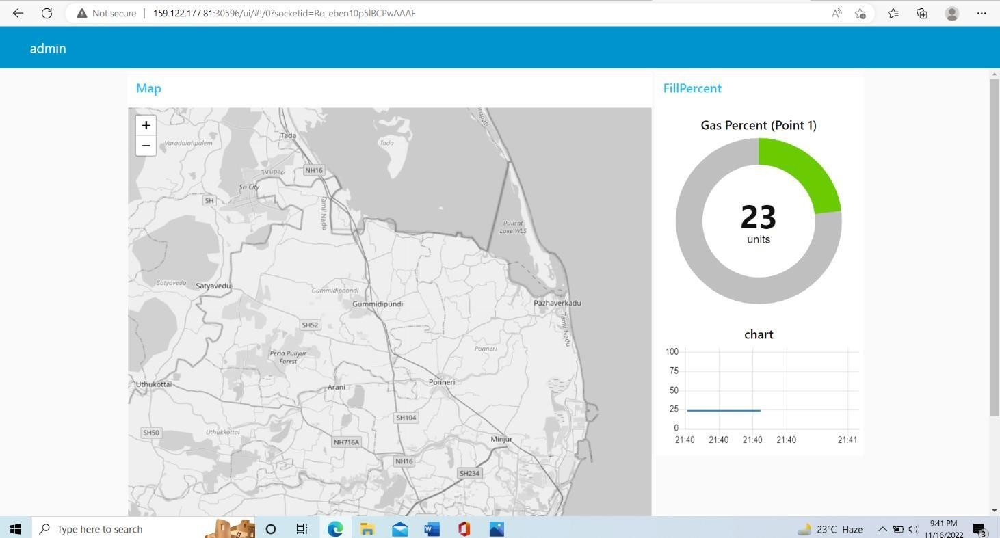 Not secure | 159.122.177.81:30596/ui/#!/0?socketid=Rq_eben10p5lBCPwAAAF
admin
Map
+
−
Varadaiahpalem
Tada
Tada
Tirupati
NH16
Sri City
SH
Tamil Nadu
Pulicat
Lake WLS
Satyavedu
Satyavedu
Gummidipoondi
Gummidipundi
Pazhaverkadu
Tamil Nadu
SH52
Peria Puliyur
Forest
Ponneri
Uthukottai
Arani
Ponneri
SH104
SH50
Uthukkottai
NH716A
Minjur
NH16
SH234
FillPercent
Gas Percent (Point 1)
23
units
chart
100
75
50
25
0
21:40 21:40 21:40 21:40 21:41
Type here to search
23°C Haze
9:41 PM
11/16/2022
3